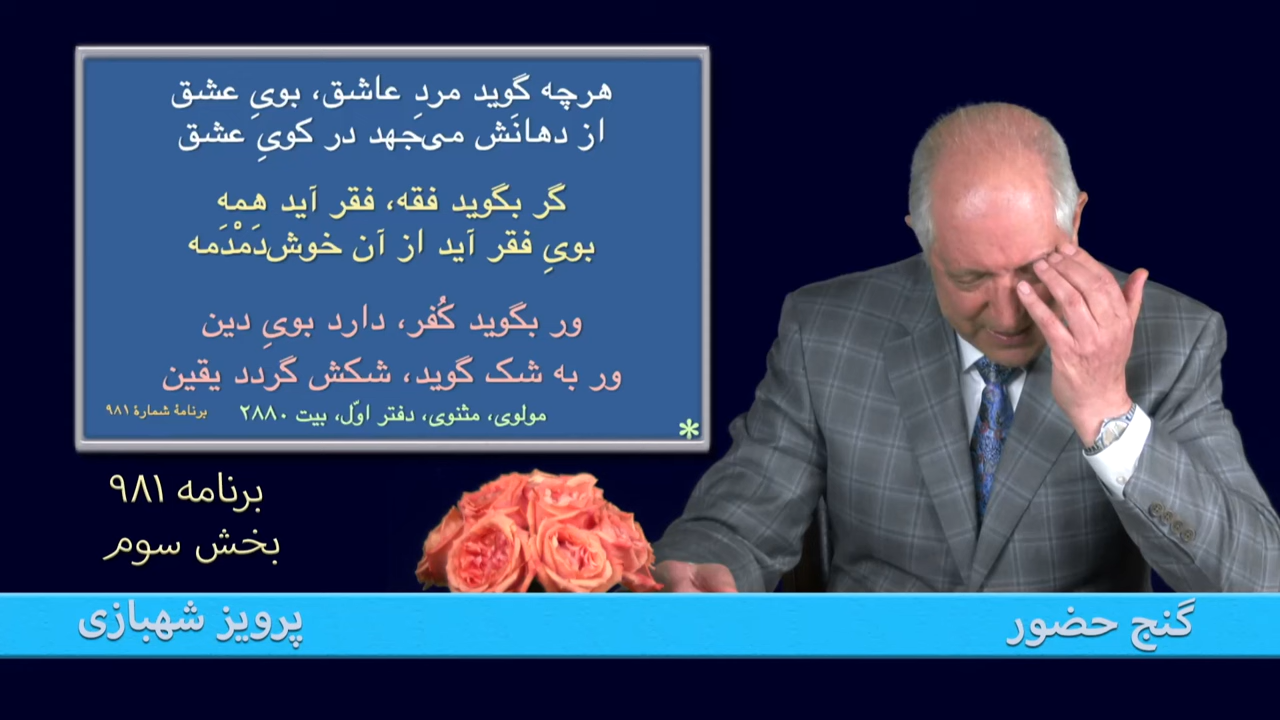 هرچه گوید مردِ عاشق، بویِ عشق
از دهانَش می‌جهد در کویِ عشق
گر بگوید فقه، فقر آید همه
بویِ فقر آید از آن خوش‌دَمْدَمه
ور بگوید کُفر، دارد بویِ دین
ور به شک گوید، شکش گردد یقین
مولوی، مثنوی، دفتر اوّل، بیت ۲۸۸۰
برنامهٔ شمارهٔ ۹۸۱
*
برنامه ۹۸۱
بخش سوم
گنج حضور
پرویز شهبازی